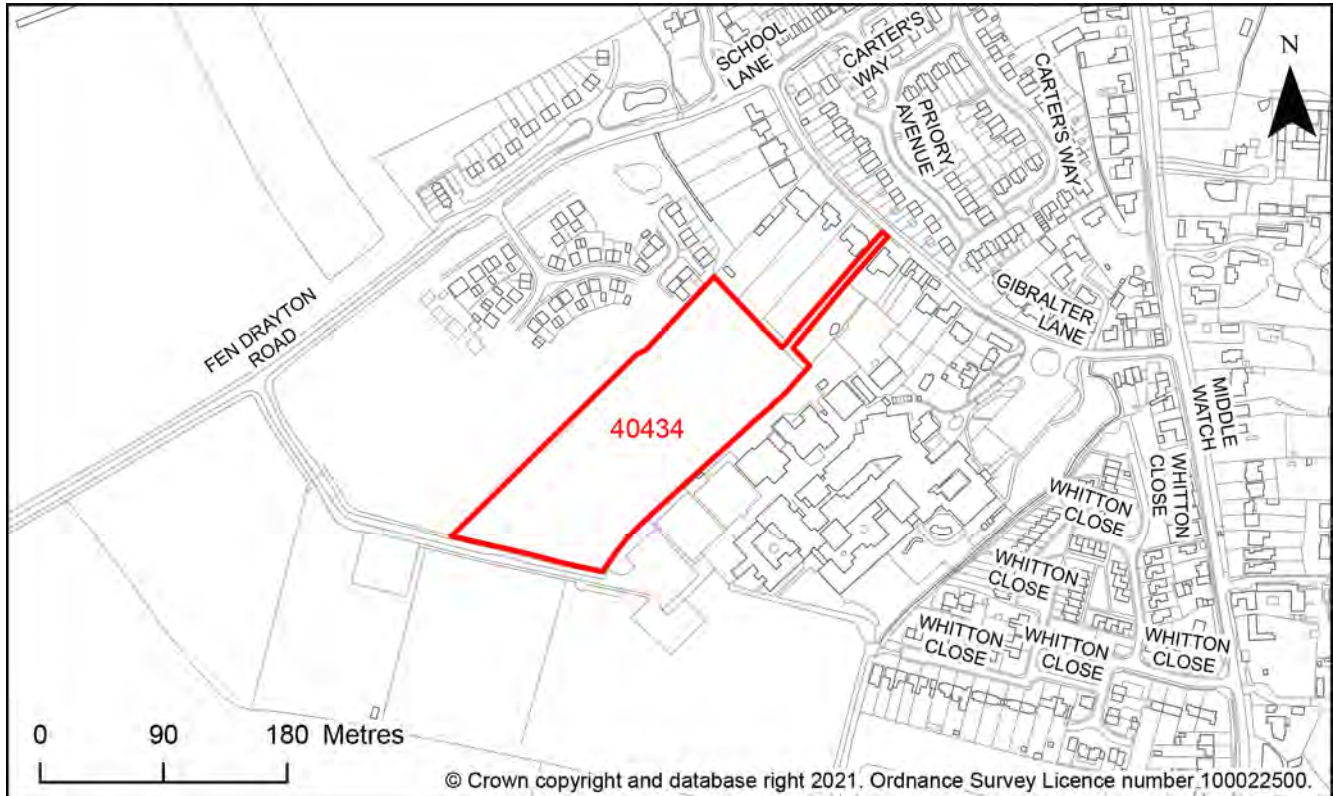 SCHOOL
LANE
CARTER'S
WAY
N
CARTER'S WAY
PRIORY
AVENUE
FEN DRAYTON
ROAD
GIBRALTER
LANE
40434
MIDDLE
WATCH
WHITTON
CLOSE
WHITTON
CLOSE
WHITTON
CLOSE
WHITTON
CLOSE
WHITTON
CLOSE
WHITTON
CLOSE
0 90 180 Metres
© Crown copyright and database right 2021. Ordnance Survey Licence number 100022500.